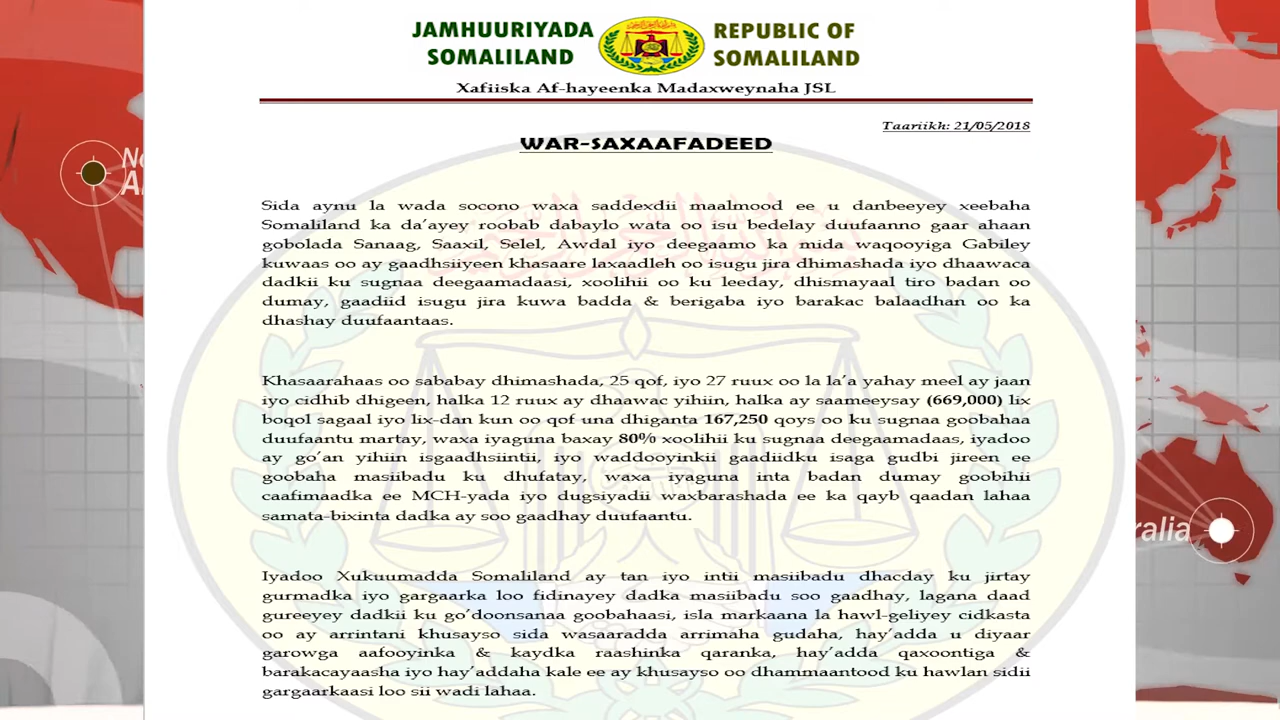 JAMHUURIYADA SOMALILAND
REPUBLIC OF SOMALILAND
Xafiiska Af-hayeenka Madaxweynaha JSL
Taariikh: 21/05/2018
WAR-SAXAAFADEED
Sida aynu la wada socono waxa saddexdii maalmood ee u danbeeyey xeebaha
Somaliland ka da’ayey roobab dabaylo wata oo isu bedelay duufaanno gaar ahaan
gobolada Sanaag, Saaxil, Selel, Awdal iyo deegaamo ka mida waqooyiga Gabiley
kuwaas oo ay gaadhsiiyeen khasaare laxaadleh oo isugu jira dhimashada iyo dhaawaca
dadkii ku sugnaa deegaamadaasi, xoolihii oo ku leeday, dhismayaal tiro badan oo
dumay, gaadiid isugu jira kuwa badda & berigaba iyo barakac balaadhan oo ka
dhashay duufaantaas.
Khasaarahaas oo sababay dhimashada, 25 qof, iyo 27 ruux oo la la’a yahay meel ay jaan
iyo cidhib dhigeen, halka 12 ruux ay dhaawac yihiin, halka ay saameeysay (669,000) lix
boqol sagaal iyo lix-dan kun oo qof una dhiganta 167,250 qoys oo ku sugnaa goobahaa
duufaantu martay, waxa iyaguna baxay 80% xoolihii ku sugnaa deegaamadaas, iyadoo
ay go’an yihiin isgaadhsiintii, iyo waddooyinkii gaadiidku isaga gudbi jireen ee
goobaha masiibadu ku dhufatay, waxa iyaguna inta badan dumay goobihii
caafimaadka ee MCH-yada iyo dugsiyadii waxbarashada ee ka qayb qaadan lahaa
samata-bixinta dadka ay soo gaadhay duufaantu.
Iyadoo Xukuumadda Somaliland ay tan iyo intii masiibadu dhacday ku jirtay
gurmadka iyo gargaarka loo fidinayey dadka masiibadu soo gaadhay, lagana daad
gureeyey dadkii ku go’doonsanaa goobahaasi, isla markaana la hawl-geliyey cidkasta
oo ay arrintani khusayso sida wasaaradda arrimaha gudaha, hay’adda u diyaar
garowga aafooyinka & kaydka raashinka qaranka, hay’adda qaxoontiga &
barakacayaasha iyo hay’addaha kale ee ay khusayso oo dhammaantood ku hawlan sidii
gargaarkaasi loo sii wadi lahaa.
ralia